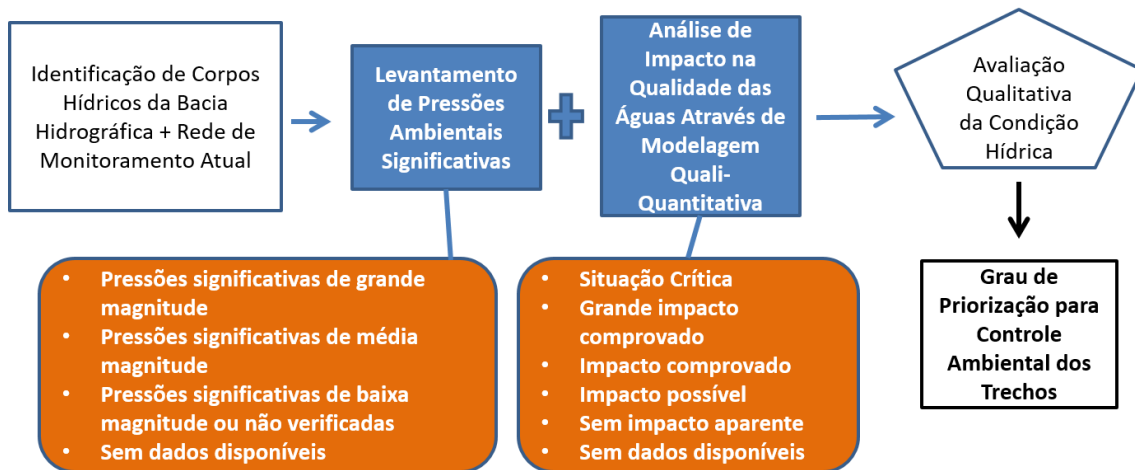 Identificação de Corpos
Hídricos da Bacia
Hidrográfica + Rede de
Monitoramento Atual
Levantamento
de Pressões
Ambientais
Significativas
Análise de
Impacto na
Qualidade das
Águas Através de
Modelagem
Quali-
Quantitativa
Avaliação
Qualitativa
da Condição
Hídrica
• Pressões significativas de grande
magnitude
• Pressões significativas de média
magnitude
• Pressões significativas de baixa
magnitude ou não verificadas
• Sem dados disponíveis
• Situação Crítica
• Grande impacto
comprovado
• Impacto comprovado
• Impacto possível
• Sem impacto aparente
• Sem dados disponíveis
Grau de
Priorização para
Controle
Ambiental dos
Trechos